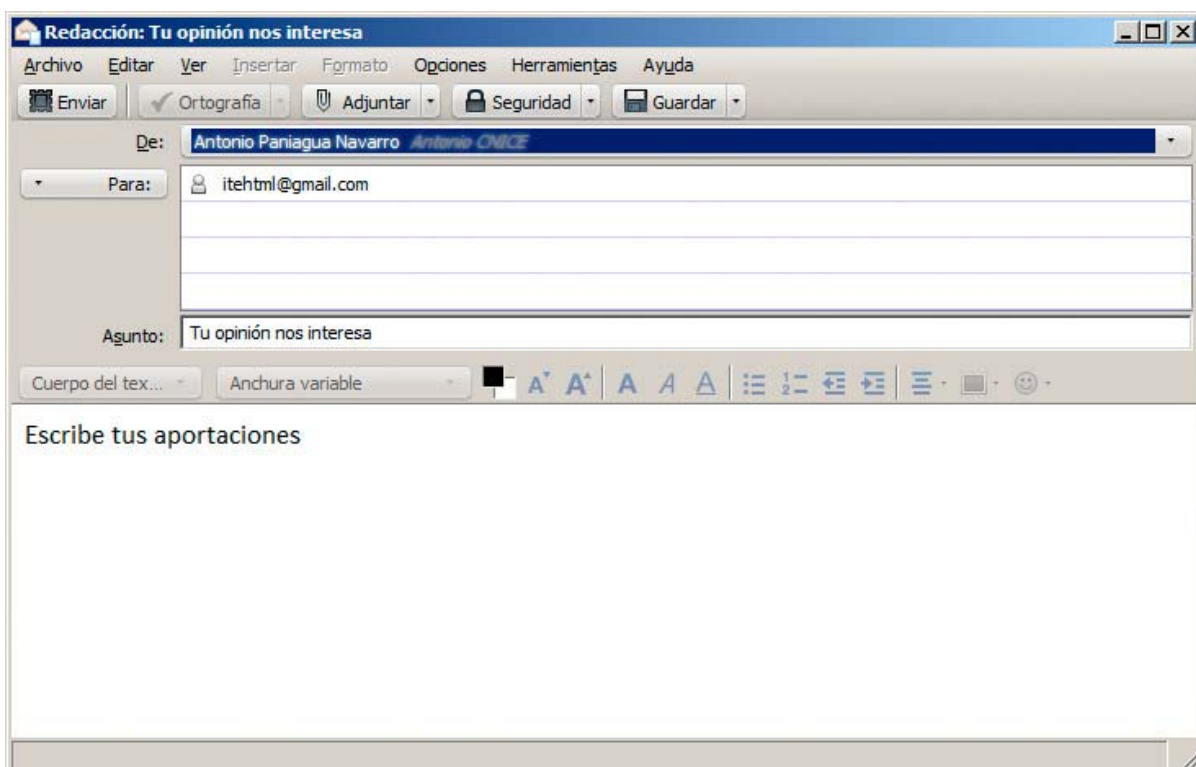 Redacción: Tu opinión nos interesa
Archivo Editar Ver Insertar Formato Opciones Herramientas Ayuda
Enviar Ortografía Adjuntar Seguridad Guardar
De: Antonio Paniagua Navarro Antonio CNICE
Para: itehtml@gmail.com
Asunto: Tu opinión nos interesa
Cuerpo del tex... Anchura variable
Escribe tus aportaciones